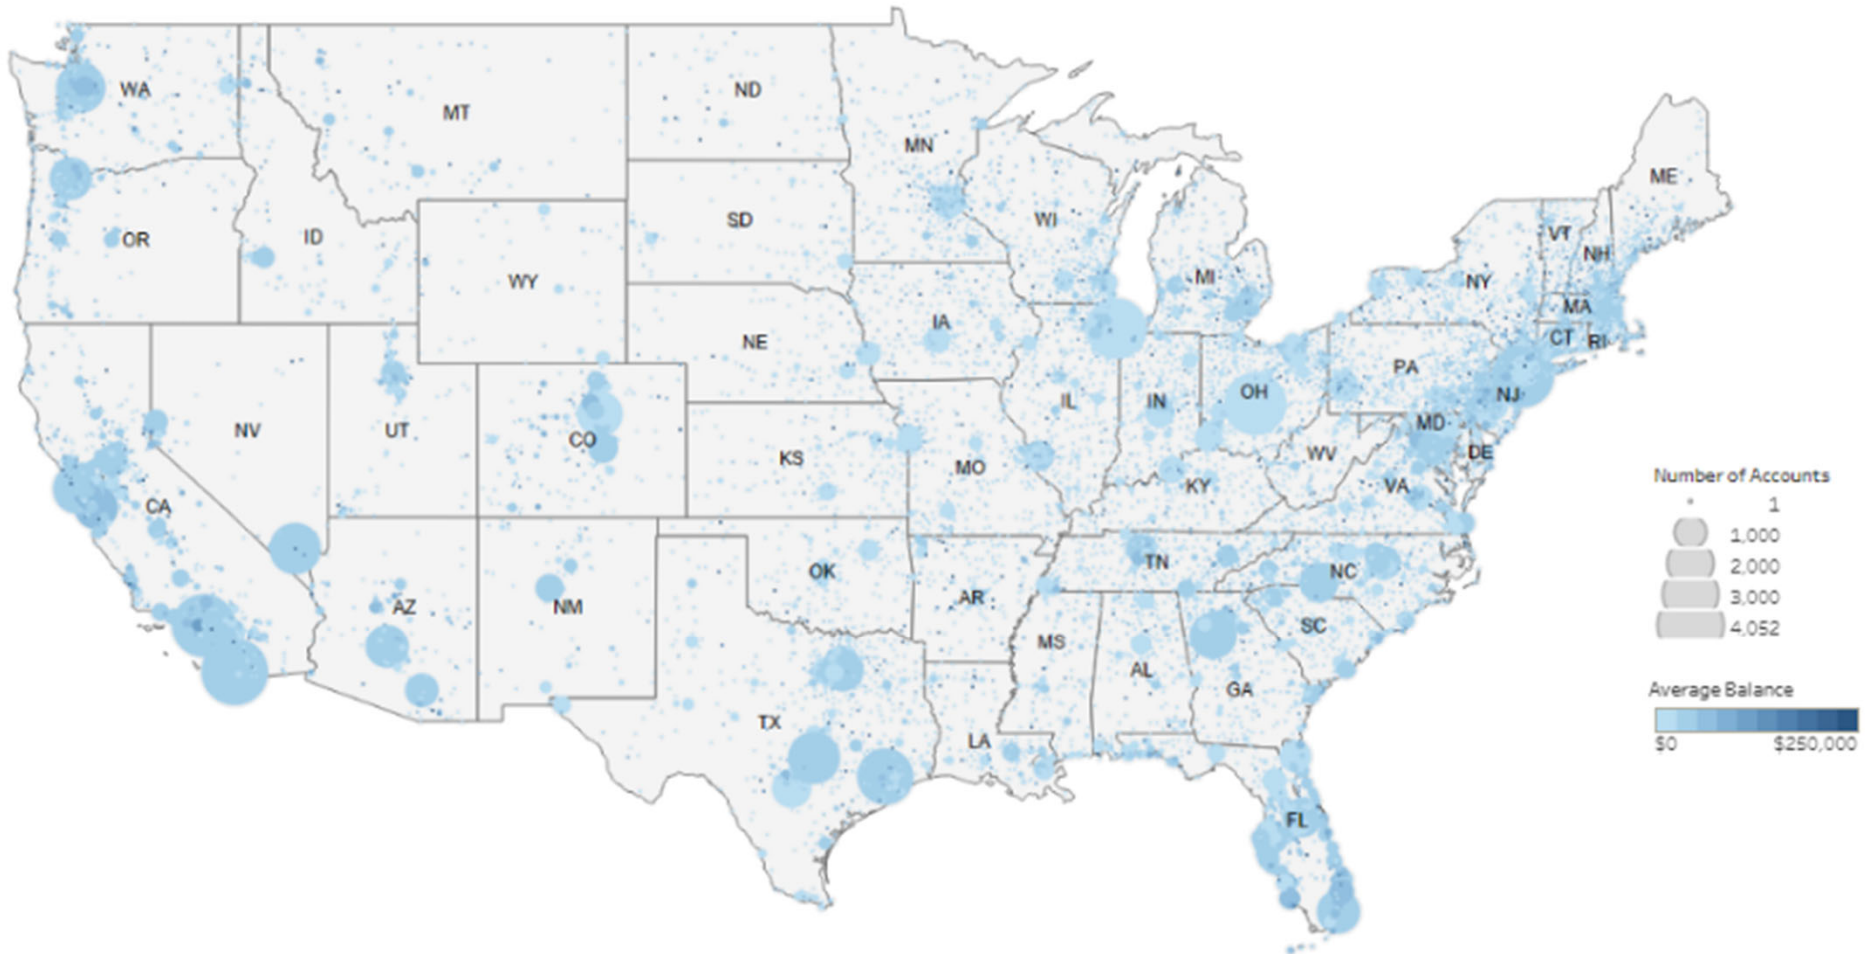 WA
MT
ND
MN
ME
OR
ID
SD
WI
VT
NH
WY
MI
NY
MA
IA
NE
CT
RI
PA
NV
UT
CO
IL
IN
OH
NJ
KS
MO
MD
DE
WV
VA
KY
CA
Number of Accounts
1
1,000
2,000
3,000
4,052
AZ
NM
OK
AR
TN
NC
MS
AL
GA
SC
TX
LA
FL
Average Balance
$0 $250,000